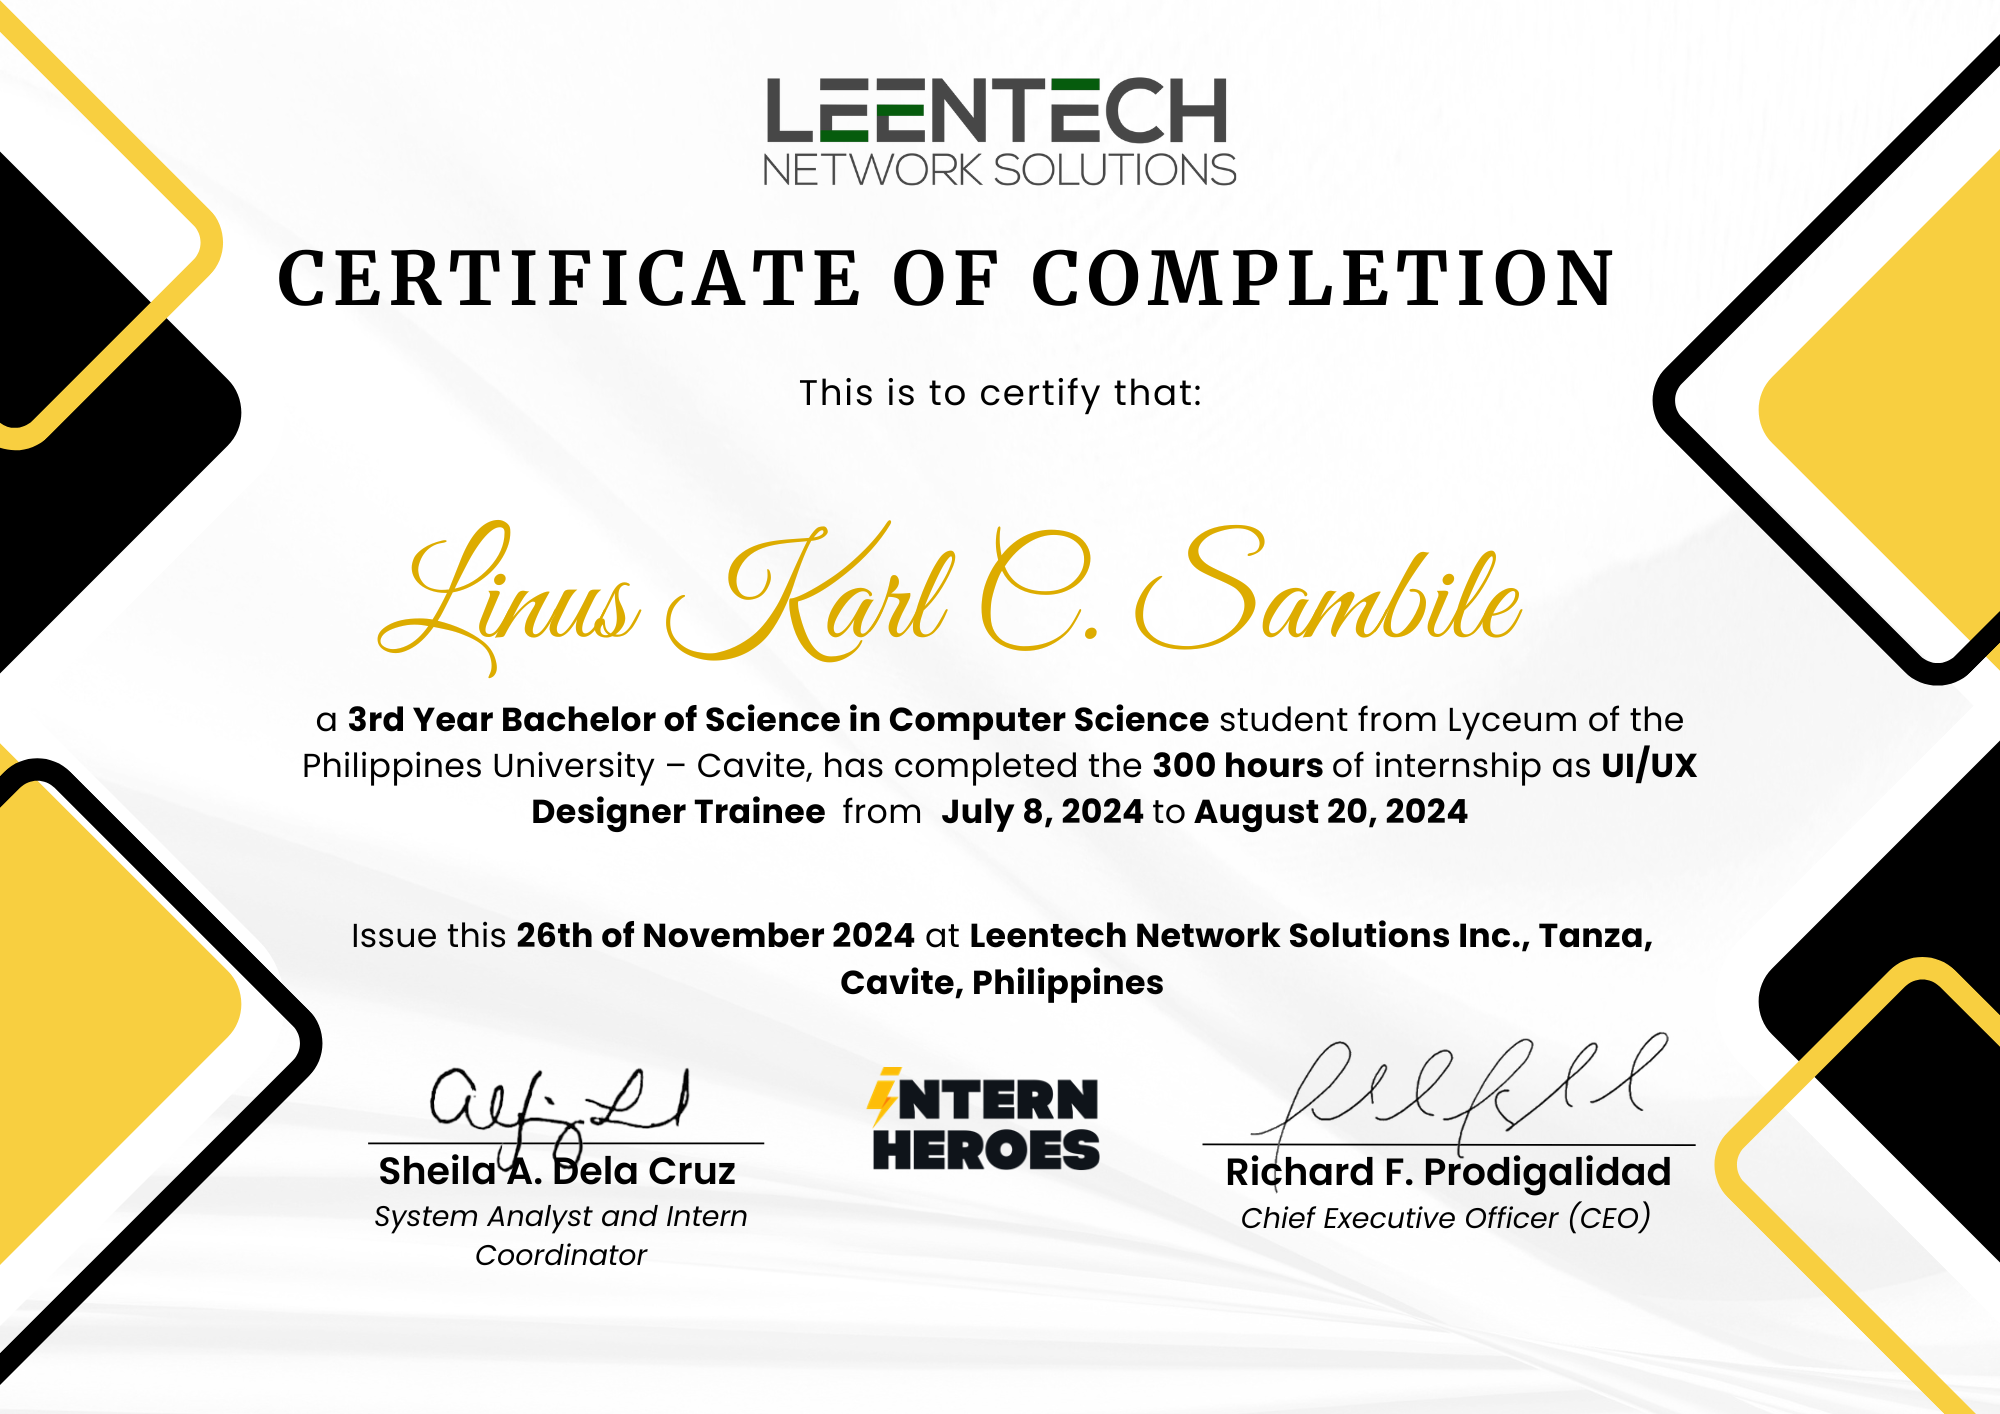 LEENTECH
NETWORK SOLUTIONS
CERTIFICATE OF COMPLETION
This is to certify that:
Linus Karl C. Sambile
a 3rd Year Bachelor of Science in Computer Science student from Lyceum of the
Philippines University – Cavite, has completed the 300 hours of internship as UI/UX
Designer Trainee from July 8, 2024 to August 20, 2024
Issue this 26th of November 2024 at Leentech Network Solutions Inc., Tanza,
Cavite, Philippines
INTERN
HEROES
Sheila A. Dela Cruz
System Analyst and Intern
Coordinator
Richard F. Prodigalidad
Chief Executive Officer (CEO)